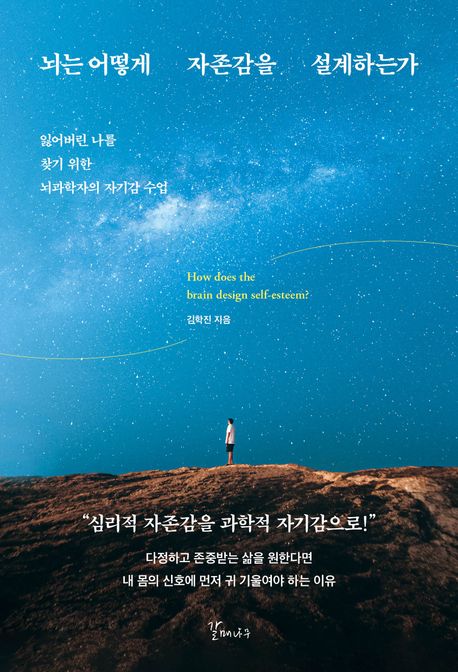 뇌는 어떻게 자존감을 설계하는가
잃어버린 나를
찾기 위한
뇌과학자의 자기감 수업
How does the
brain design self-esteem?
김학진 지음
“심리적 자존감을 과학적 자기감으로!”
다정하고 존중받는 삶을 원한다면
내 몸의 신호에 먼저 귀 기울여야 하는 이유
갈매나무